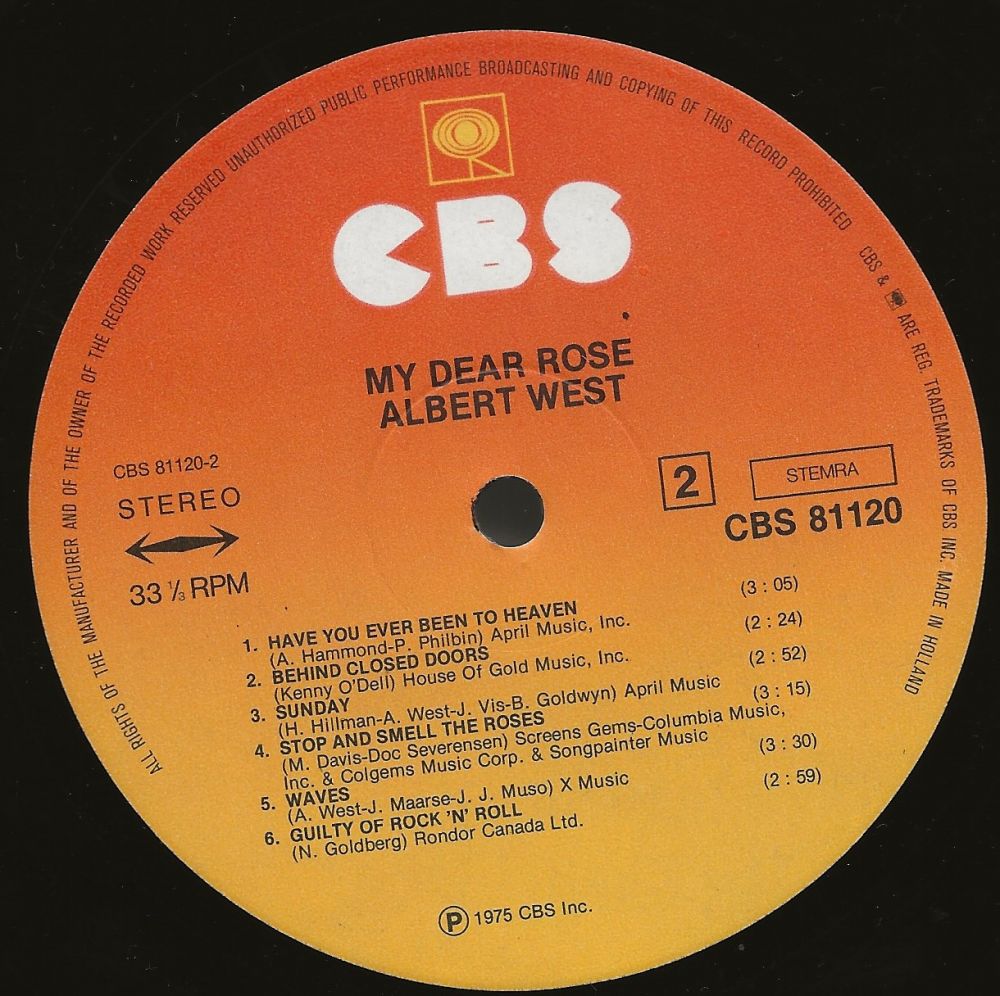 ALL RIGHTS OF THE MANUFACTURER AND OF THE OWNER OF THE RECORDED WORK RESERVED UNAUTHORIZED PUBLIC PERFORMANCE BROADCASTING AND COPYING OF THIS RECORD PROHIBITED CBS & ARE REG. TRADEMARKS OF CBS INC. MADE IN HOLLAND
CBS
MY DEAR ROSE
ALBERT WEST
CBS 81120-2
STEREO
33 ⅓ RPM
2
STEMRA
CBS 81120
1. HAVE YOU EVER BEEN TO HEAVEN (3 : 05)
(A. Hammond-P. Philbin) April Music, Inc.
2. BEHIND CLOSED DOORS (2 : 24)
(Kenny O'Dell) House Of Gold Music, Inc.
3. SUNDAY (2 : 52)
(H. Hillman-A. West-J. Vis-B. Goldwyn) April Music
4. STOP AND SMELL THE ROSES (3 : 15)
(M. Davis-Doc Severensen) Screens Gems-Columbia Music,
Inc. & Colgems Music Corp. & Songpainter Music
5. WAVES (3 : 30)
(A. West-J. Maarse-J. J. Muso) X Music
6. GUILTY OF ROCK 'N' ROLL (2 : 59)
(N. Goldberg) Rondor Canada Ltd.
Ⓟ 1975 CBS Inc.